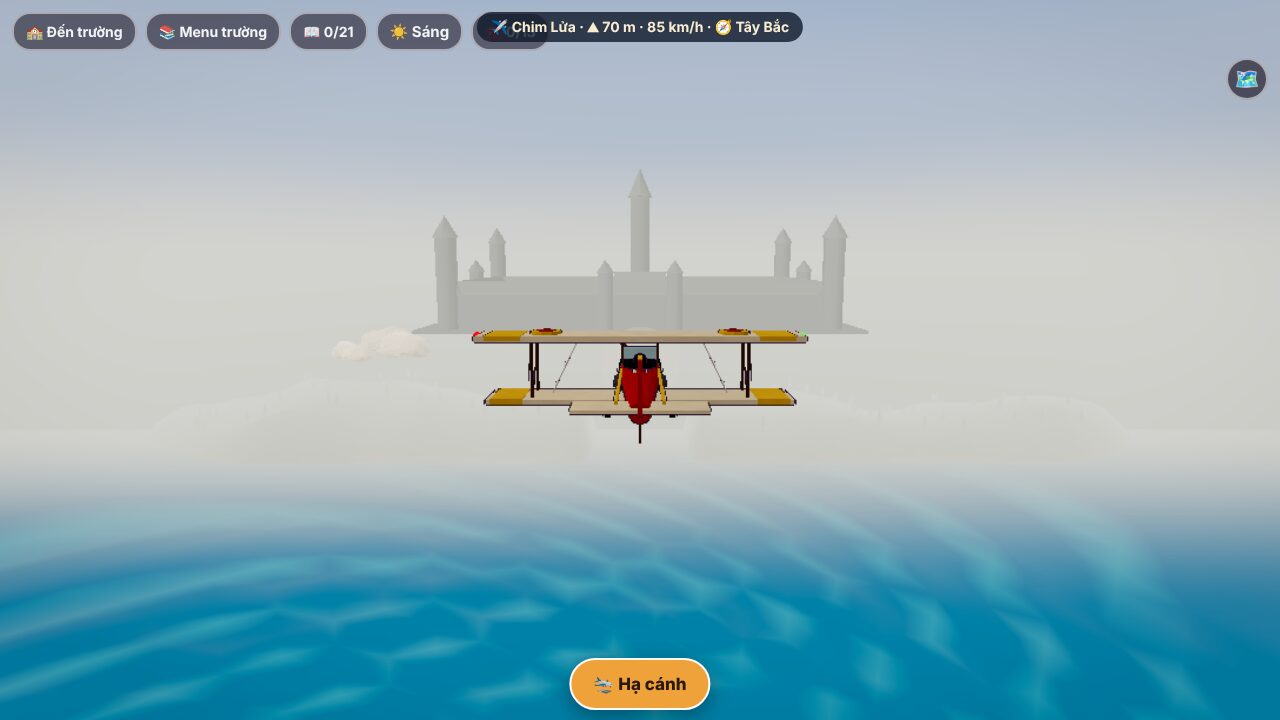 Đến trường
Menu trường
0/21
Sáng
Chim Lửa · ▲ 70 m · 85 km/h · Tây Bắc
Hạ cánh